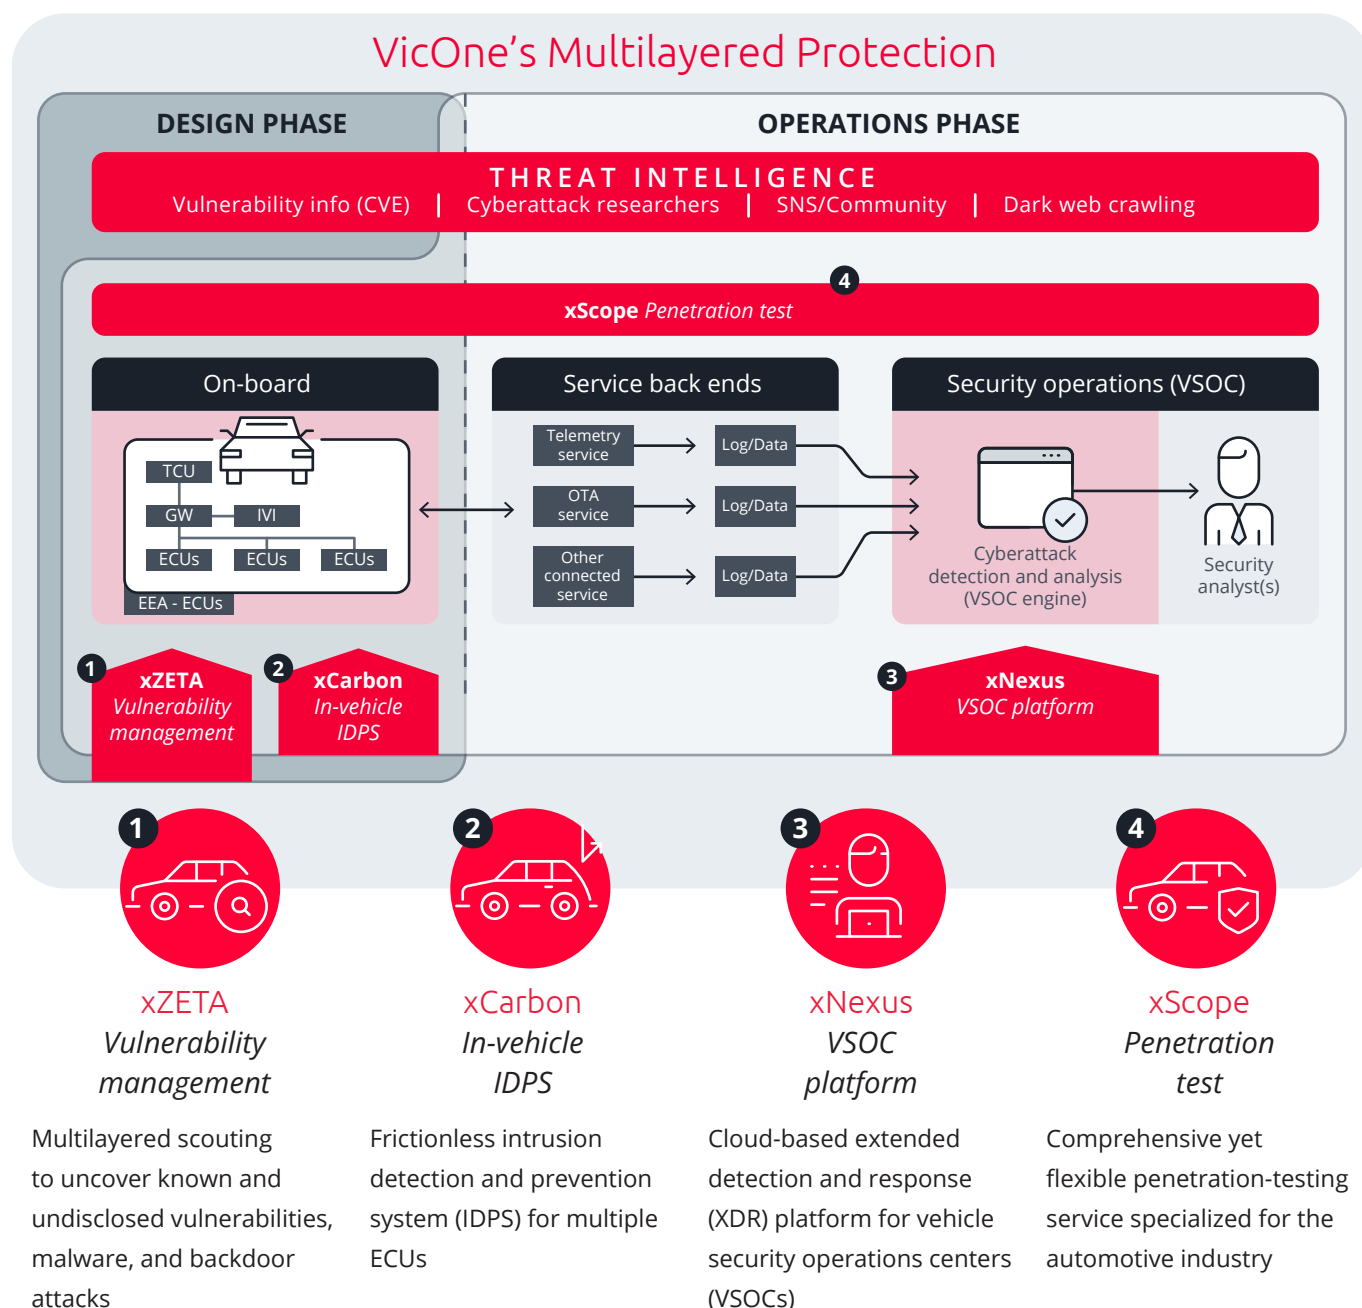 VicOne's Multilayered Protection
DESIGN PHASE
OPERATIONS PHASE
THREAT INTELLIGENCE
Vulnerability info (CVE) | Cyberattack researchers | SNS/Community | Dark web crawling
4
xScope Penetration test
On-board
TCU
GW
IVI
ECUs
ECUs
ECUs
EEA - ECUs
Service back ends
Telemetry
service
Log/Data
OTA
service
Log/Data
Other
connected
service
Log/Data
Security operations (VSOC)
Cyberattack
detection and analysis
(VSOC engine)
Security
analyst(s)
1
xZETA
Vulnerability
management
2
xCarbon
In-vehicle
IDPS
3
xNexus
VSOC platform
1
xZETA
Vulnerability
management
Multilayered scouting
to uncover known and
undisclosed vulnerabilities,
malware, and backdoor
attacks
2
xCarbon
In-vehicle
IDPS
Frictionless intrusion
detection and prevention
system (IDPS) for multiple
ECUs
3
xNexus
VSOC
platform
Cloud-based extended
detection and response
(XDR) platform for vehicle
security operations centers
(VSOCs)
4
xScope
Penetration
test
Comprehensive yet
flexible penetration-testing
service specialized for the
automotive industry